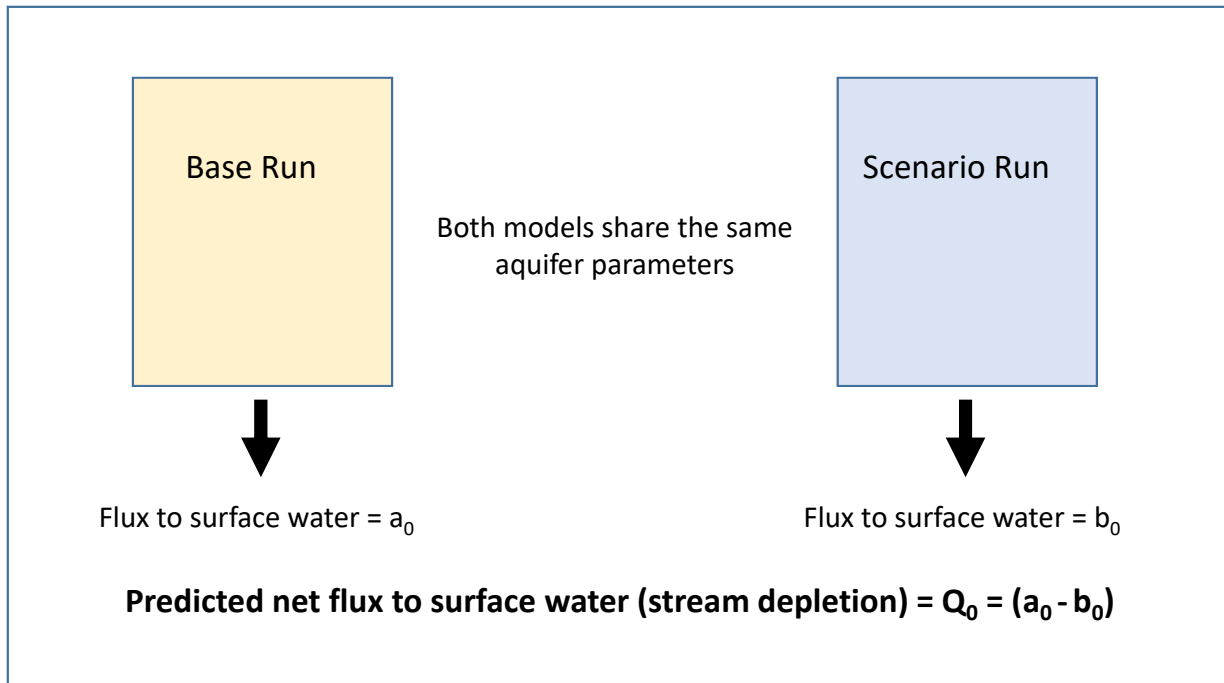 Base Run
Scenario Run
Both models share the same
aquifer parameters
Flux to surface water = a₀
Flux to surface water = b₀
Predicted net flux to surface water (stream depletion) = Q₀ = (a₀ - b₀)